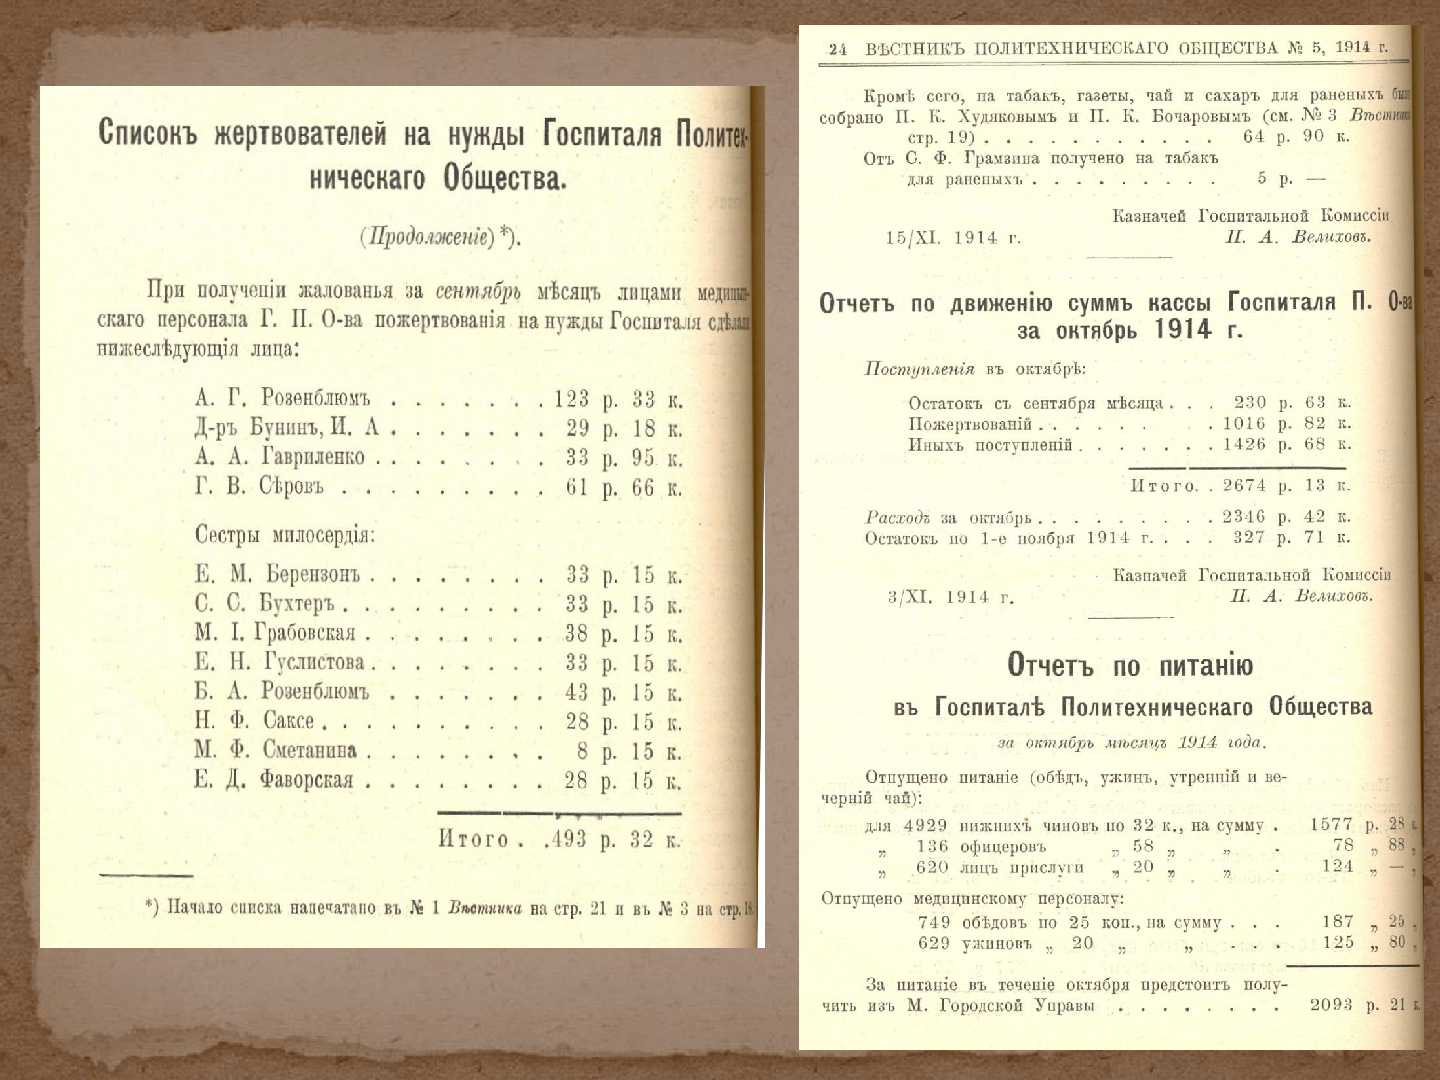 Списокъ жертвователей на нужды Госпиталя Политех-
ническаго Общества.
(Продолженіе) *).
При полученіи жалованья за сентябрь мѣсяцъ лицами медицин-
скаго персонала Г. П. О-ва пожертвованія на нужды Госпиталя сдѣлали
нижеслѣдующія лица:
А. Г. Розенблюмъ . . . . . . . 123 р. 33 к.
Д-ръ Бунинъ, И. А . . . . . . . 29 р. 18 к.
А. А. Гавриленко . . . . . . . . 33 р. 95 к.
Г. В. Сѣровъ . . . . . . . . . 61 р. 66 к.
Сестры милосердія:
Е. М. Берензонъ . . . . . . . . 33 р. 15 к.
С. С. Бухтеръ . . . . . . . . . 33 р. 15 к.
М. І. Грабовская . . . . . . . . 38 р. 15 к.
Е. Н. Гуслистова . . . . . . . . 33 р. 15 к.
Б. А. Розенблюмъ . . . . . . . 43 р. 15 к.
Н. Ф. Саксе . . . . . . . . . . 28 р. 15 к.
М. Ф. Сметанина . . . . . . . . 8 р. 15 к.
Е. Д. Фаворская . . . . . . . . 28 р. 15 к.
Итого . . 493 р. 32 к.
*) Начало списка напечатано въ № 1 Вѣстника на стр. 21 и въ № 3 на стр.
24 ВѢСТНИКЪ ПОЛИТЕХНИЧЕСКАГО ОБЩЕСТВА № 5, 1914 г.
Кромѣ сего, на табакъ, газеты, чай и сахаръ для раненыхъ было
собрано П. К. Худяковымъ и П. К. Бочаровымъ (см. № 3 Вѣстника
стр. 19) . . . . . . . . . . . 64 р. 90 к.
Отъ С. Ф. Грамзина получено на табакъ
для раненыхъ . . . . . . . . . 5 р. —
Казначей Госпитальной Комиссіи
15/XI. 1914 г. П. А. Велиховъ.
Отчетъ по движенію суммъ кассы Госпиталя П. О-ва
за октябрь 1914 г.
Поступленія въ октябрѣ:
Остатокъ съ сентября мѣсяца . . . 230 р. 63 к.
Пожертвованій . . . . . . . 1016 р. 82 к.
Иныхъ поступленій . . . . . . . 1426 р. 68 к.
Итого. . 2674 р. 13 к.
Расходъ за октябрь . . . . . . . . . 2346 р. 42 к.
Остатокъ по 1-е ноября 1914 г. . . . 327 р. 71 к.
Казначей Госпитальной Комиссіи
3/XI. 1914 г. П. А. Велиховъ.
Отчетъ по питанію
въ Госпиталѣ Политехническаго Общества
за октябрь мѣсяцъ 1914 года.
Отпущено питаніе (обѣдъ, ужинъ, утренній и ве-
черній чай):
для 4929 нижнихъ чиновъ по 32 к., на сумму . 1577 р. 28 к.
„ 136 офицеровъ „ 58 „ „ . 78 „ 88 „
„ 620 лицъ прислуги „ 20 „ „ . 124 „ — „
Отпущено медицинскому персоналу:
749 обѣдовъ по 25 коп., на сумму . . . 187 „ 25 „
629 ужиновъ „ 20 „ „ . . . 125 „ 80 „
За питаніе въ теченіе октября предстоитъ полу-
чить изъ М. Городской Управы . . . . . . . . 2093 р. 21 к.